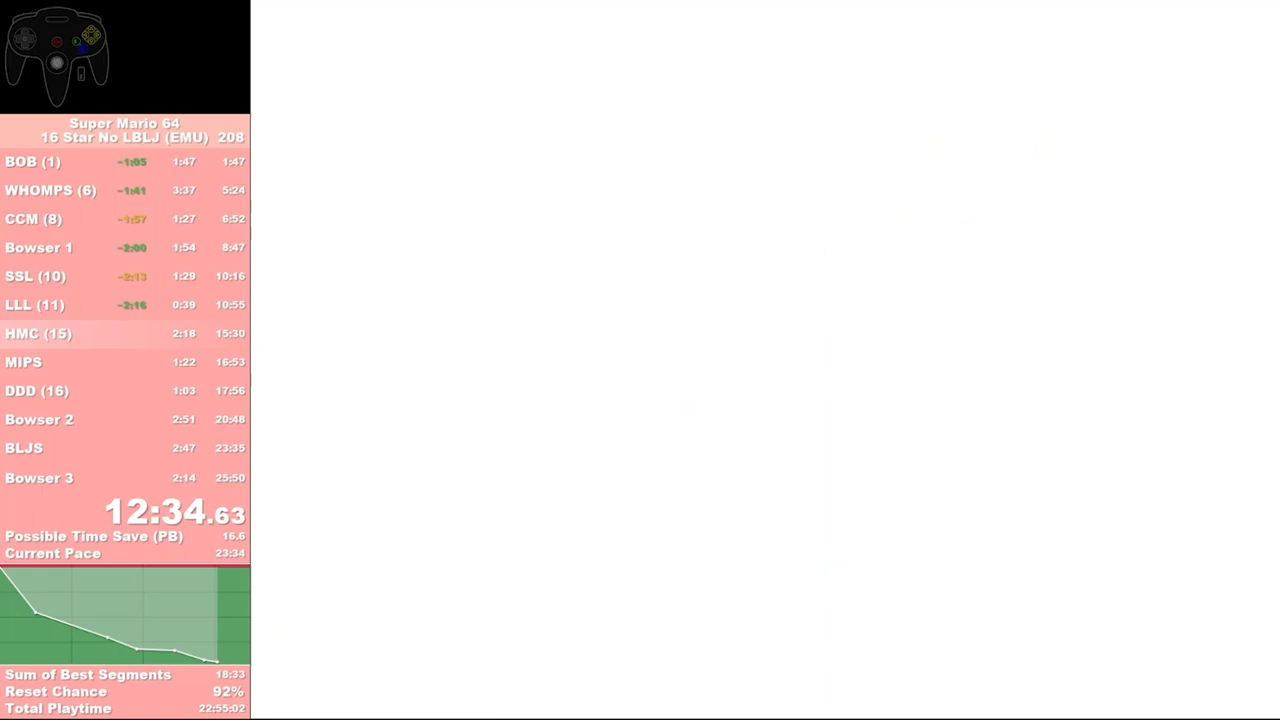 Super Mario 64
16 Star No LBLJ (EMU) 208
BOB (1) -1:05 1:47 1:47
WHOMPS (6) -1:41 3:37 5:24
CCM (8) -1:57 1:27 6:52
Bowser 1 -2:00 1:54 8:47
SSL (10) -2:13 1:29 10:16
LLL (11) -2:16 0:39 10:55
HMC (15) 2:18 15:30
MIPS 1:22 16:53
DDD (16) 1:03 17:56
Bowser 2 2:51 20:48
BLJS 2:47 23:35
Bowser 3 2:14 25:50
12:34.63
Possible Time Save (PB) 16.6
Current Pace 23:34
Sum of Best Segments 18:33
Reset Chance 92%
Total Playtime 22:55:02